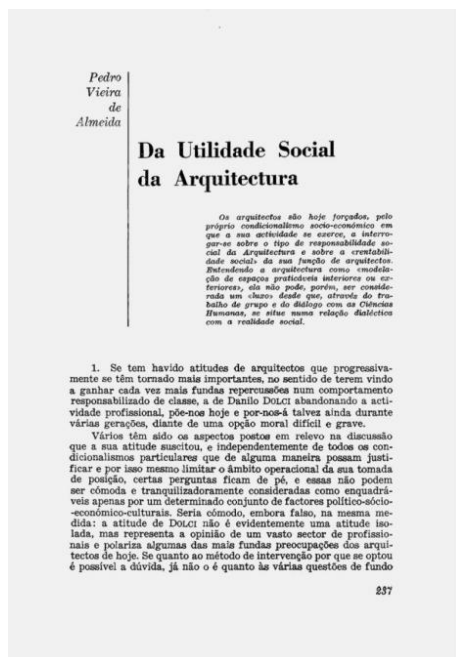 Pedro
Vieira
de
Almeida
Da Utilidade Social
da Arquitectura
Os arquitectos são hoje forçados, pelo
próprio condicionalismo socio-económico em
que a sua actividade se exerce, a interro-
gar-se sobre o tipo de responsabilidade so-
cial da Arquitectura e sobre a «rentabili-
dade social» da sua função de arquitectos.
Entendendo a arquitectura como «modela-
ção de espaços praticáveis interiores ou ex-
teriores», ela não pode, porém, ser conside-
rada um «luxo» desde que, através do tra-
balho de grupo e do diálogo com as Ciências
Humanas, se situe numa relação dialéctica
com a realidade social.
1. Se tem havido atitudes de arquitectos que progressiva-
mente se têm tornado mais importantes, no sentido de terem vindo
a ganhar cada vez mais fundas repercussões num comportamento
responsabilizado de classe, a de Danilo DOLCI abandonando a acti-
vidade profissional, põe-nos hoje e por-nos-á talvez ainda durante
várias gerações, diante de uma opção moral difícil e grave.
Vários têm sido os aspectos postos em relevo na discussão
que a sua atitude suscitou, e independentemente de todos os con-
dicionalismos particulares que de alguma maneira possam justi-
ficar e por isso mesmo limitar o âmbito operacional da sua tomada
de posição, certas perguntas ficam de pé, e essas não podem
ser cómoda e tranquilizadoramente consideradas como enquadrá-
veis apenas por um determinado conjunto de factores político-sócio-
-económico-culturais. Seria cómodo, embora falso, na mesma me-
dida: a atitude de DOLCI não é evidentemente uma atitude iso-
lada, mas representa a opinião de um vasto sector de profissio-
nais e polariza algumas das mais fundas preocupações dos arqui-
tectos de hoje. Se quanto ao método de intervenção por que se optou
é possível a dúvida, já não o é quanto às várias questões de fundo
237